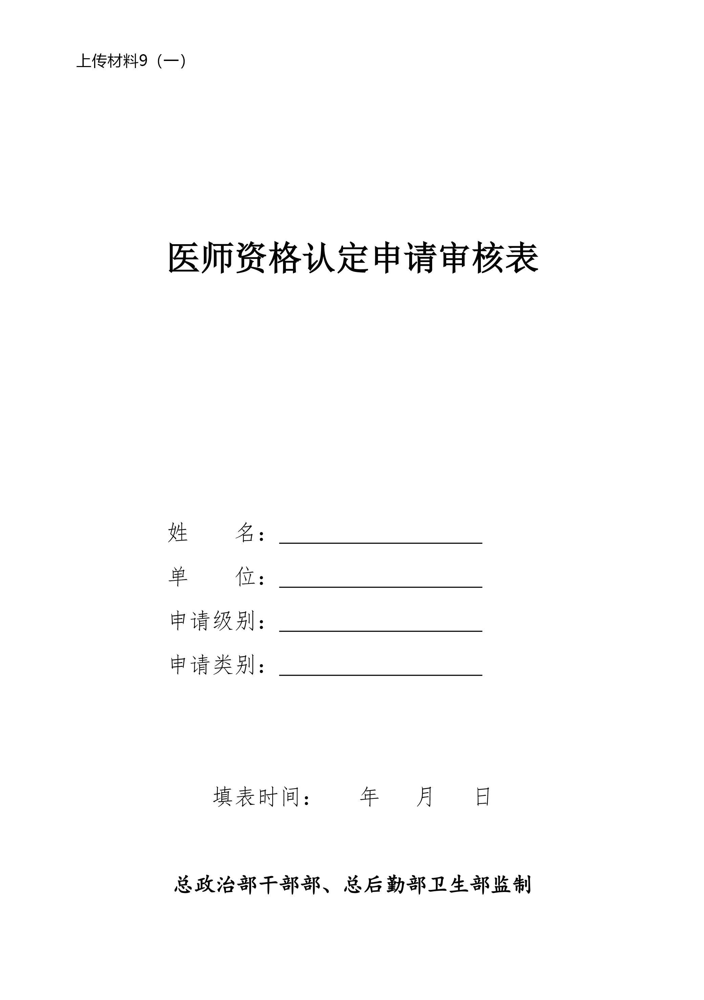 上传材料9（一）
医师资格认定申请审核表
姓　　名：
单　　位：
申请级别：
申请类别：
填表时间：　　年　月　日
总政治部干部部、总后勤部卫生部监制